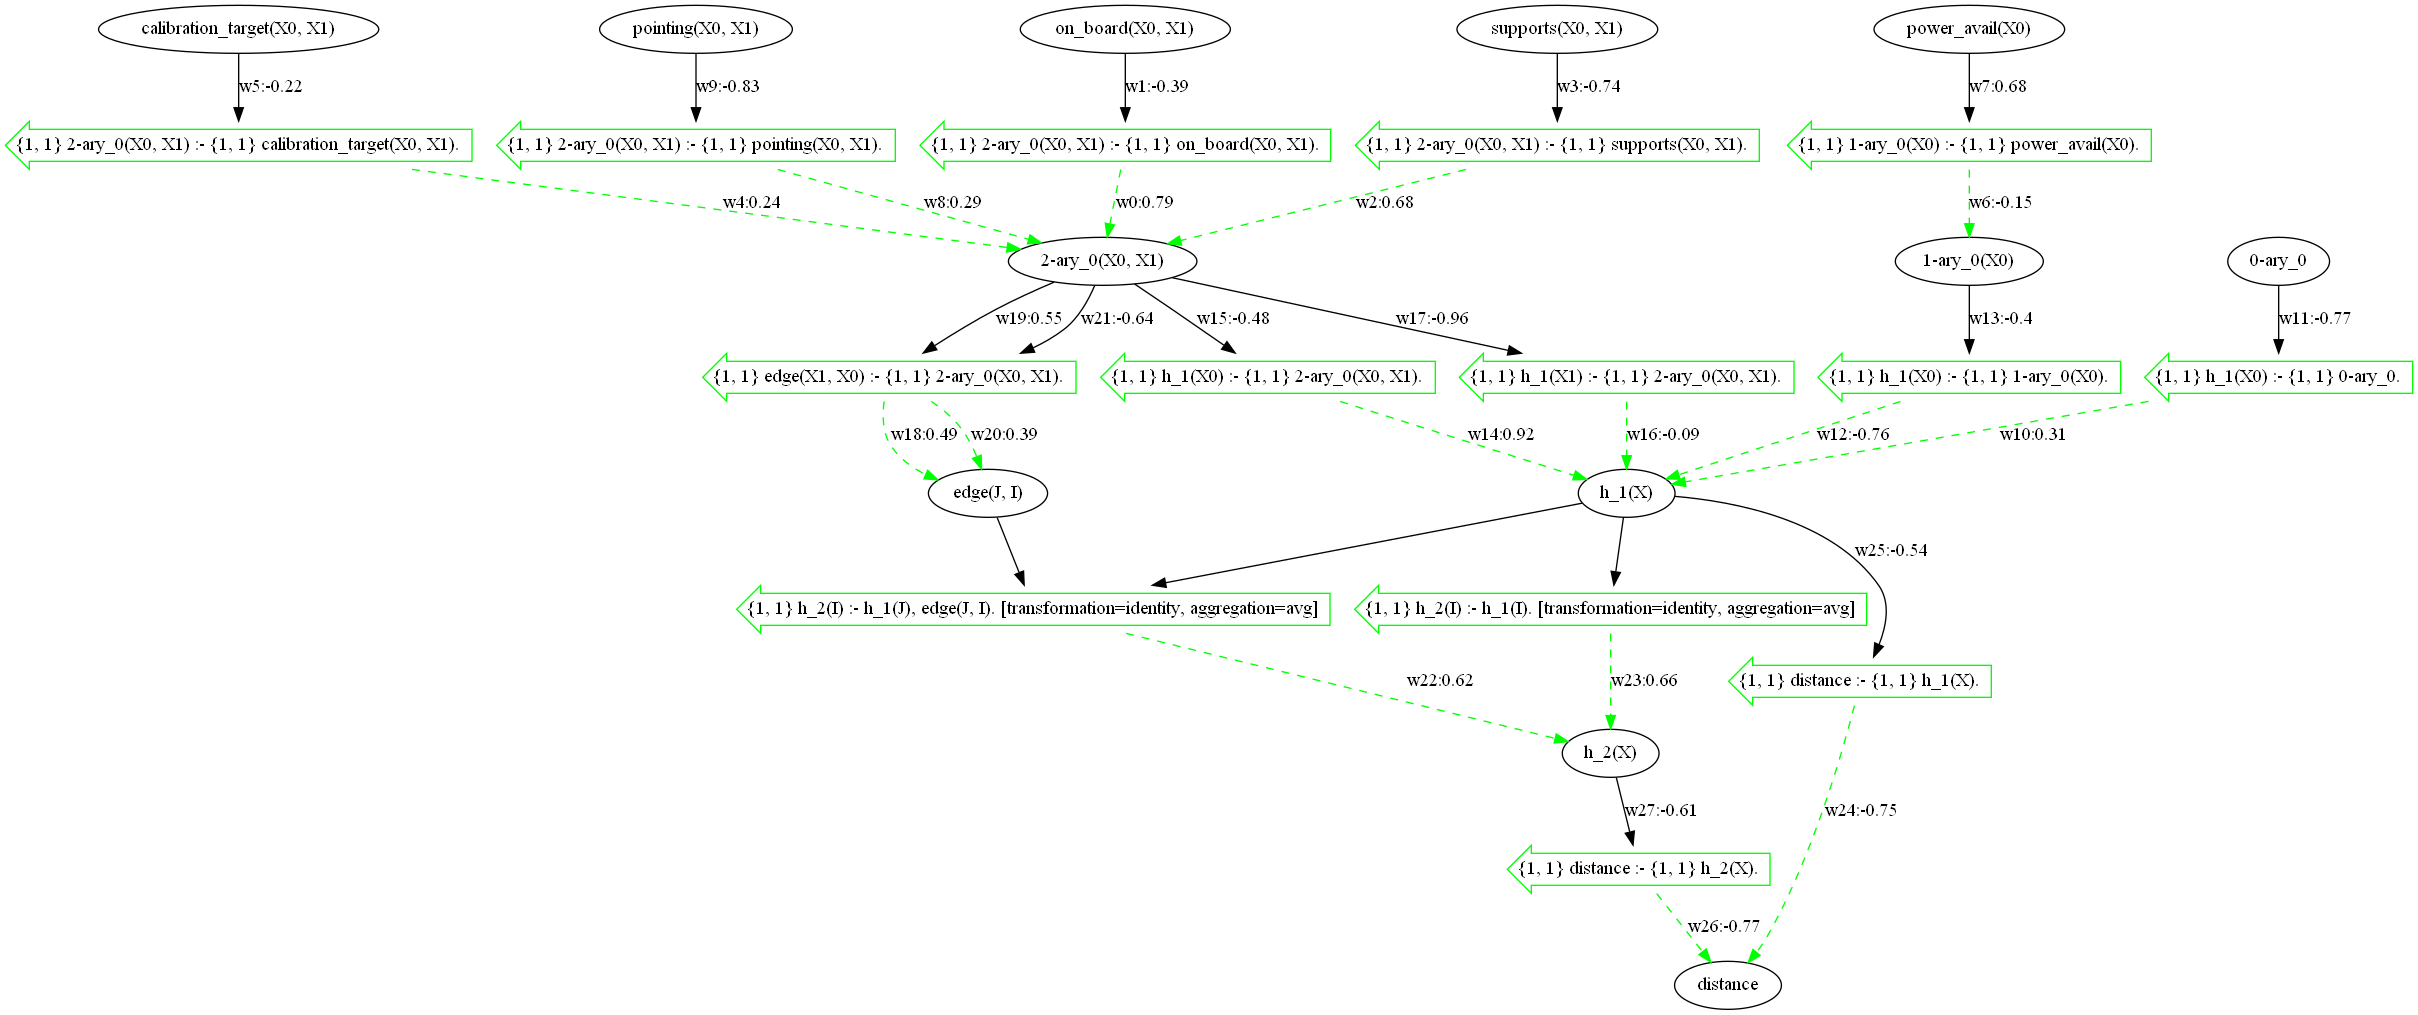 calibration_target(X0, X1)
pointing(X0, X1)
on_board(X0, X1)
supports(X0, X1)
power_avail(X0)
w5:-0.22
w9:-0.83
w1:-0.39
w3:-0.74
w7:0.68
{1, 1} 2-ary_0(X0, X1) :- {1, 1} calibration_target(X0, X1).
{1, 1} 2-ary_0(X0, X1) :- {1, 1} pointing(X0, X1).
{1, 1} 2-ary_0(X0, X1) :- {1, 1} on_board(X0, X1).
{1, 1} 2-ary_0(X0, X1) :- {1, 1} supports(X0, X1).
{1, 1} 1-ary_0(X0) :- {1, 1} power_avail(X0).
w4:0.24
w8:0.29
w0:0.79
w2:0.68
w6:-0.15
2-ary_0(X0, X1)
1-ary_0(X0)
0-ary_0
w19:0.55
w21:-0.64
w15:-0.48
w17:-0.96
w13:-0.4
w11:-0.77
{1, 1} edge(X1, X0) :- {1, 1} 2-ary_0(X0, X1).
{1, 1} h_1(X0) :- {1, 1} 2-ary_0(X0, X1).
{1, 1} h_1(X1) :- {1, 1} 2-ary_0(X0, X1).
{1, 1} h_1(X0) :- {1, 1} 1-ary_0(X0).
{1, 1} h_1(X0) :- {1, 1} 0-ary_0.
w18:0.49
w20:0.39
w14:0.92
w16:-0.09
w12:-0.76
w10:0.31
edge(J, I)
h_1(X)
w25:-0.54
{1, 1} h_2(I) :- h_1(J), edge(J, I). [transformation=identity, aggregation=avg]
{1, 1} h_2(I) :- h_1(I). [transformation=identity, aggregation=avg]
w22:0.62
w23:0.66
{1, 1} distance :- {1, 1} h_1(X).
h_2(X)
w27:-0.61
w24:-0.75
{1, 1} distance :- {1, 1} h_2(X).
w26:-0.77
distance